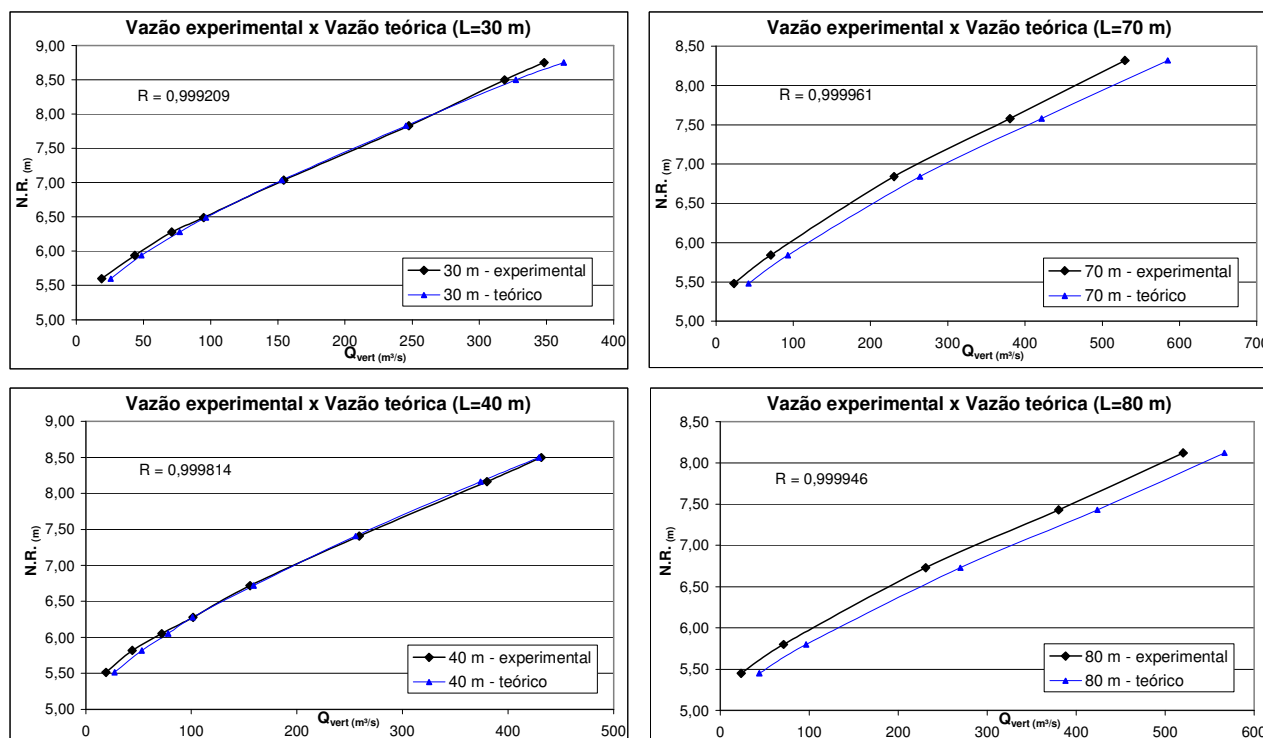 Vazão experimental x Vazão teórica (L=30 m)
9,00
8,50
8,00
7,50
7,00
6,50
6,00
5,50
5,00
N.R. (m)
R = 0,999209
30 m - experimental
30 m - teórico
0 50 100 150 200 250 300 350 400
Qvert (m³/s)
Vazão experimental x Vazão teórica (L=70 m)
8,50
8,00
7,50
7,00
6,50
6,00
5,50
5,00
N.R. (m)
R = 0,999961
70 m - experimental
70 m - teórico
0 100 200 300 400 500 600 700
Qvert (m³/s)
Vazão experimental x Vazão teórica (L=40 m)
9,00
8,50
8,00
7,50
7,00
6,50
6,00
5,50
5,00
N.R. (m)
R = 0,999814
40 m - experimental
40 m - teórico
0 100 200 300 400 500
Qvert (m³/s)
Vazão experimental x Vazão teórica (L=80 m)
8,50
8,00
7,50
7,00
6,50
6,00
5,50
5,00
N.R. (m)
R = 0,999946
80 m - experimental
80 m - teórico
0 100 200 300 400 500 600
Qvert (m³/s)